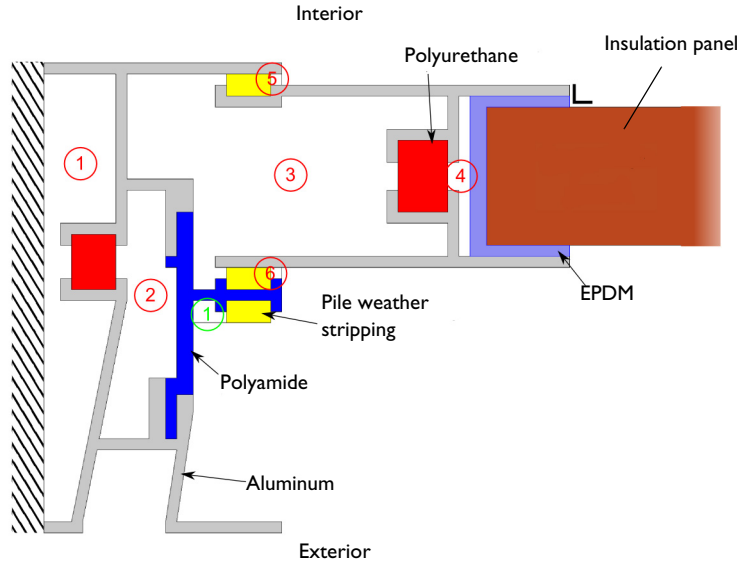 Interior
Polyurethane
Insulation panel
5
1
3
4
2
6
1
EPDM
Pile weather
stripping
Polyamide
Aluminum
Exterior